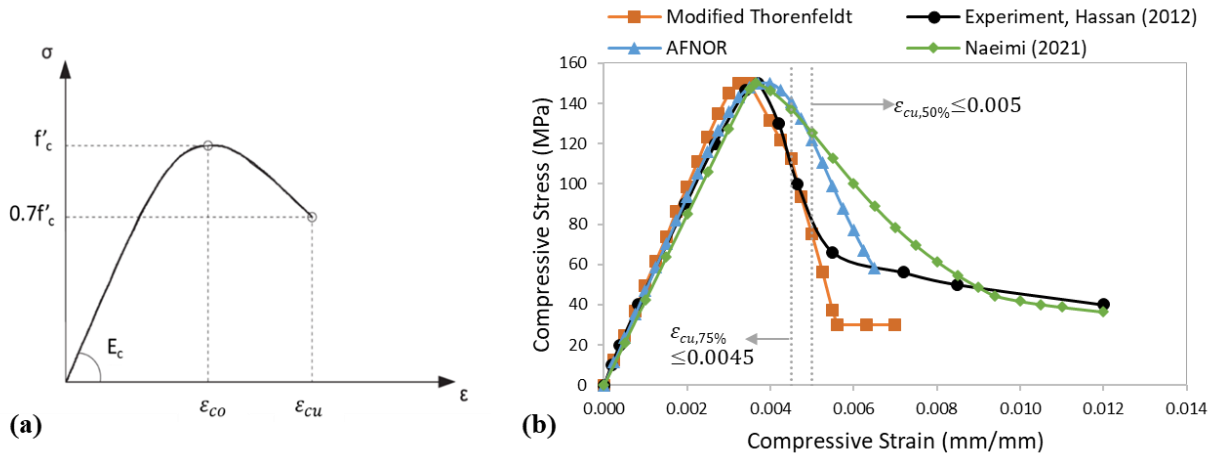 σ
f'c
0.7f'c
Ec
εco
εcu
ε
(a)
Modified Thorenfeldt
Experiment, Hassan (2012)
AFNOR
Naeimi (2021)
160
140
120
100
80
60
40
20
0
Compressive Stress (MPa)
εcu,50%≤0.005
εcu,75%
≤0.0045
0.000
0.002
0.004
0.006
0.008
0.010
0.012
0.014
Compressive Strain (mm/mm)
(b)